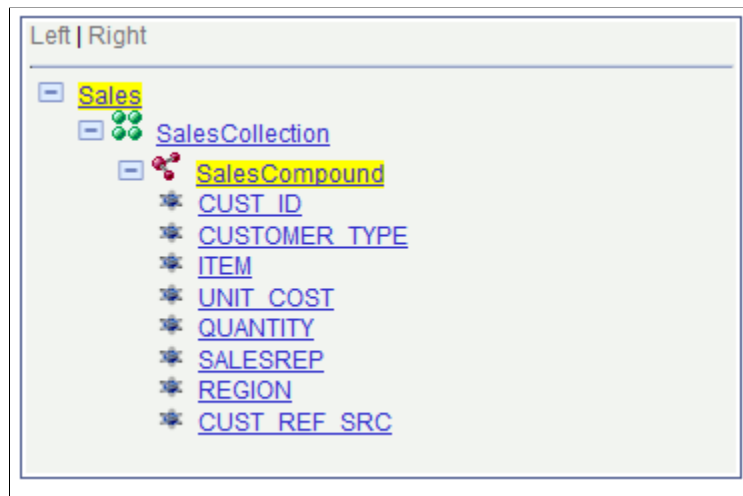 Left | Right
Sales
SalesCollection
SalesCompound
CUST_ID
CUSTOMER_TYPE
ITEM
UNIT_COST
QUANTITY
SALESREP
REGION
CUST_REF_SRC